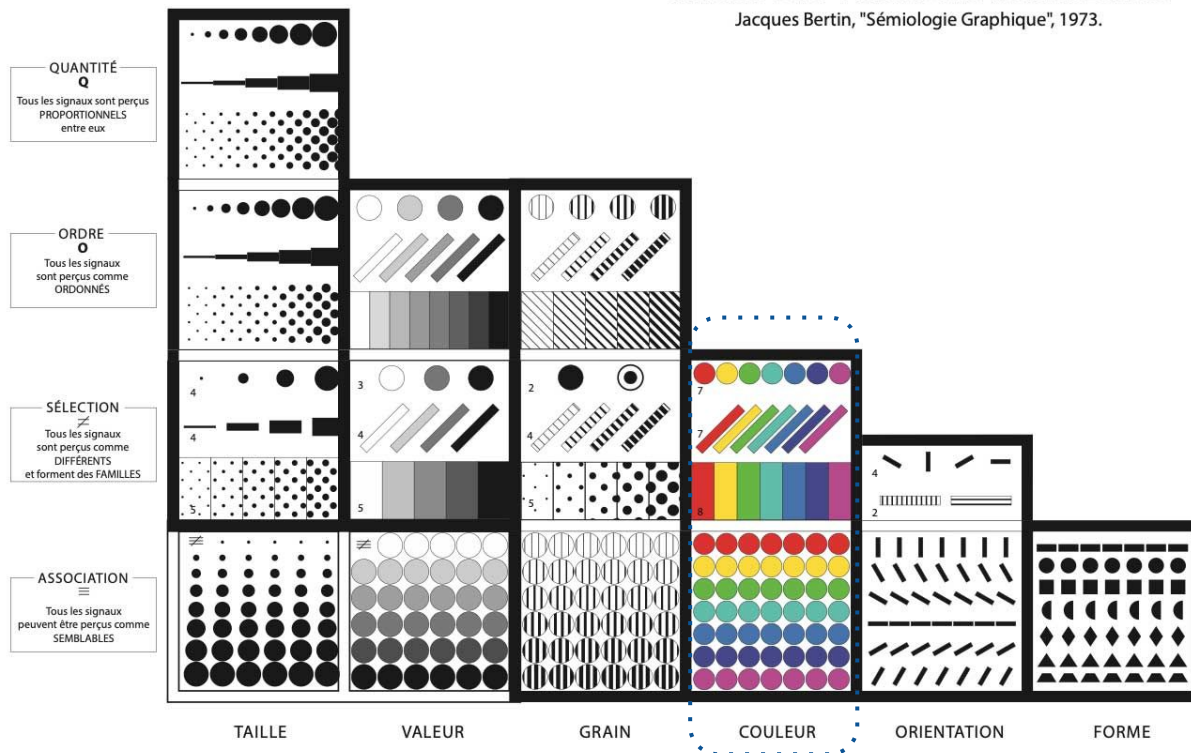 Jacques Bertin, "Sémiologie Graphique", 1973.
QUANTITÉ
Q
Tous les signaux sont perçus
PROPORTIONNELS
entre eux
ORDRE
O
Tous les signaux
sont perçus comme
ORDONNÉS
SÉLECTION
≠
Tous les signaux
sont perçus comme
DIFFÉRENTS
et forment des FAMILLES
4
4
5
3
4
5
2
4
5
7
7
8
4
2
ASSOCIATION
≡
Tous les signaux
peuvent être perçus comme
SEMBLABLES
≢
≢
TAILLE
VALEUR
GRAIN
COULEUR
ORIENTATION
FORME